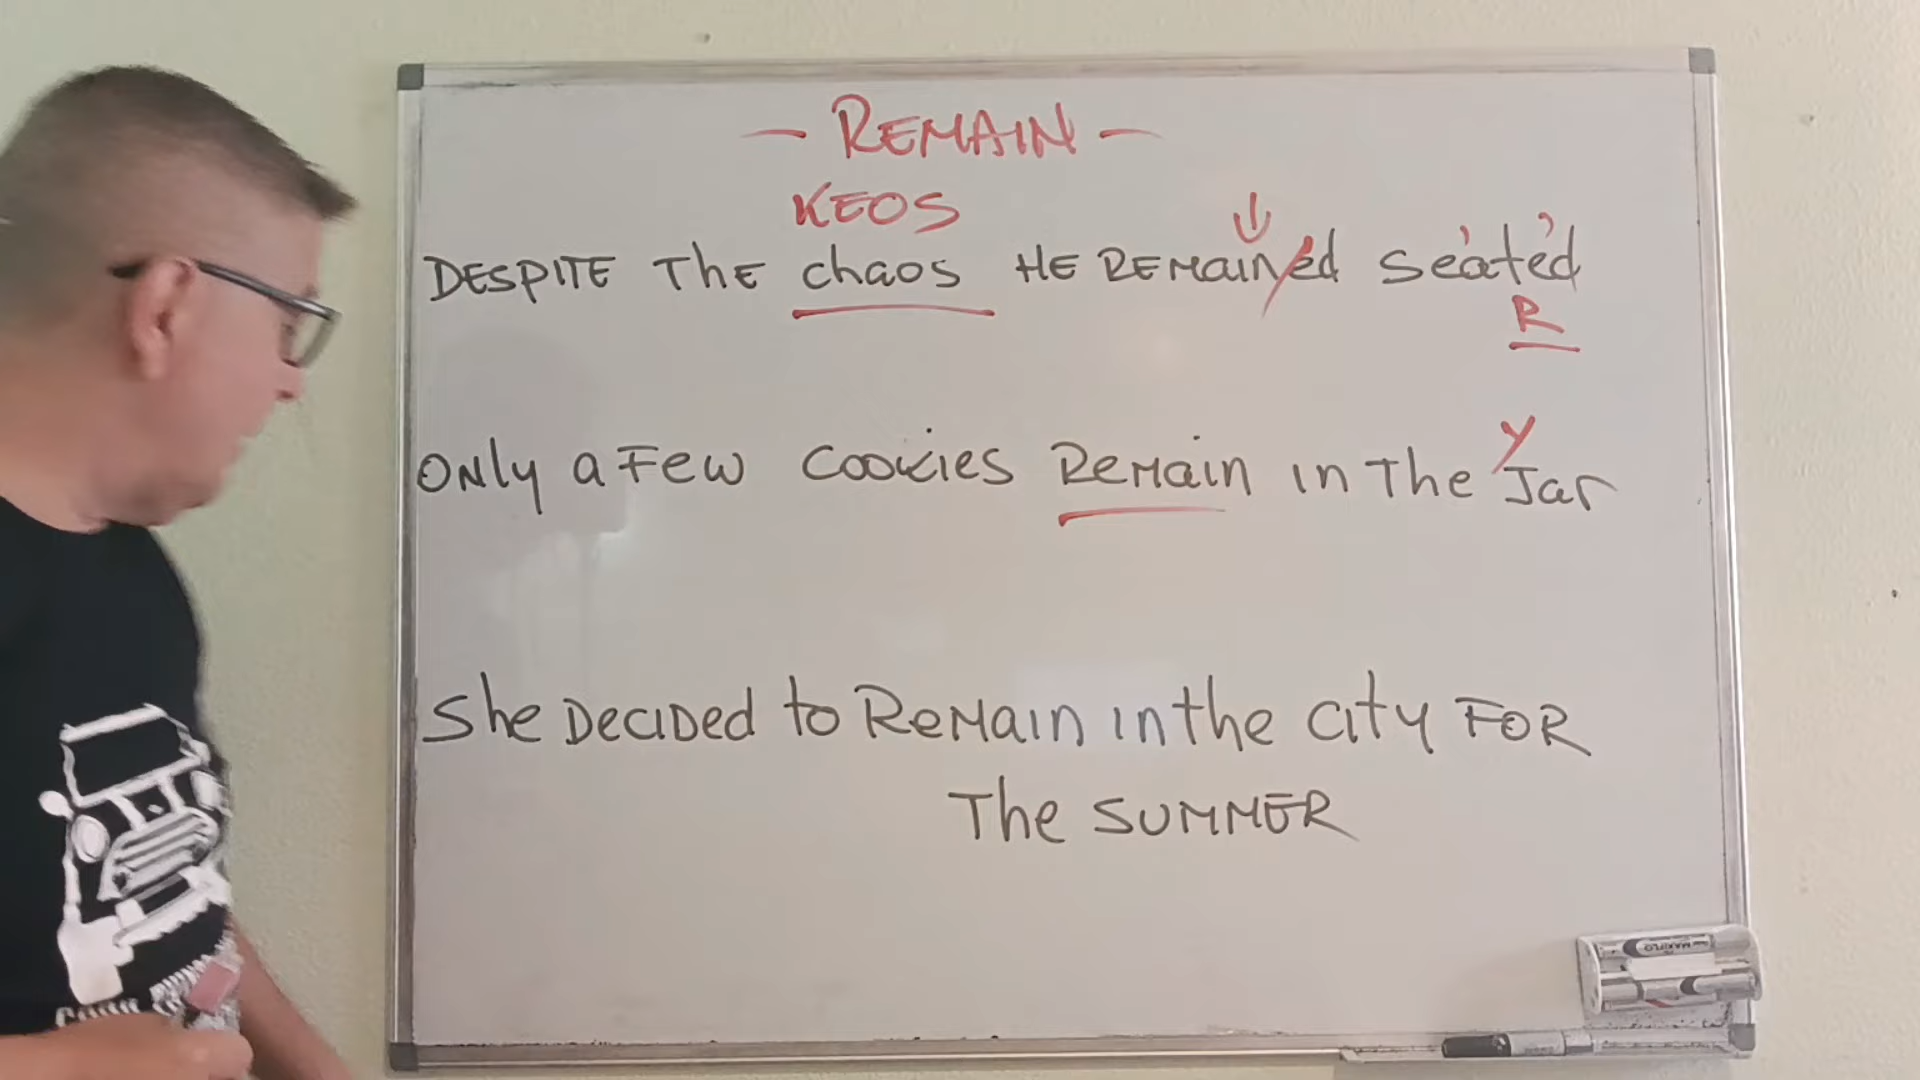 - REMAIN -
KEOS
DESPITE The chaos HE REMained seated
R
Y
ONLy a Few cookies Remain in The Jar
She Decided to Remain in the city FOR
The SUMMER